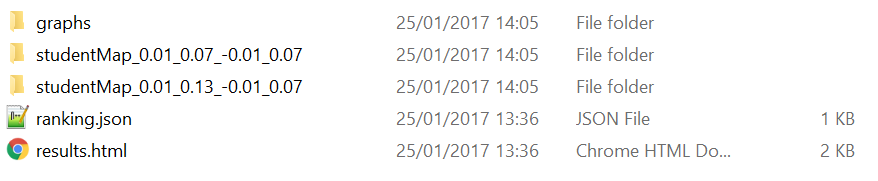 graphs 25/01/2017 14:05 File folder
studentMap_0.01_0.07_-0.01_0.07 25/01/2017 14:05 File folder
studentMap_0.01_0.13_-0.01_0.07 25/01/2017 14:05 File folder
ranking.json 25/01/2017 13:36 JSON File 1 KB
results.html 25/01/2017 13:36 Chrome HTML Do... 2 KB